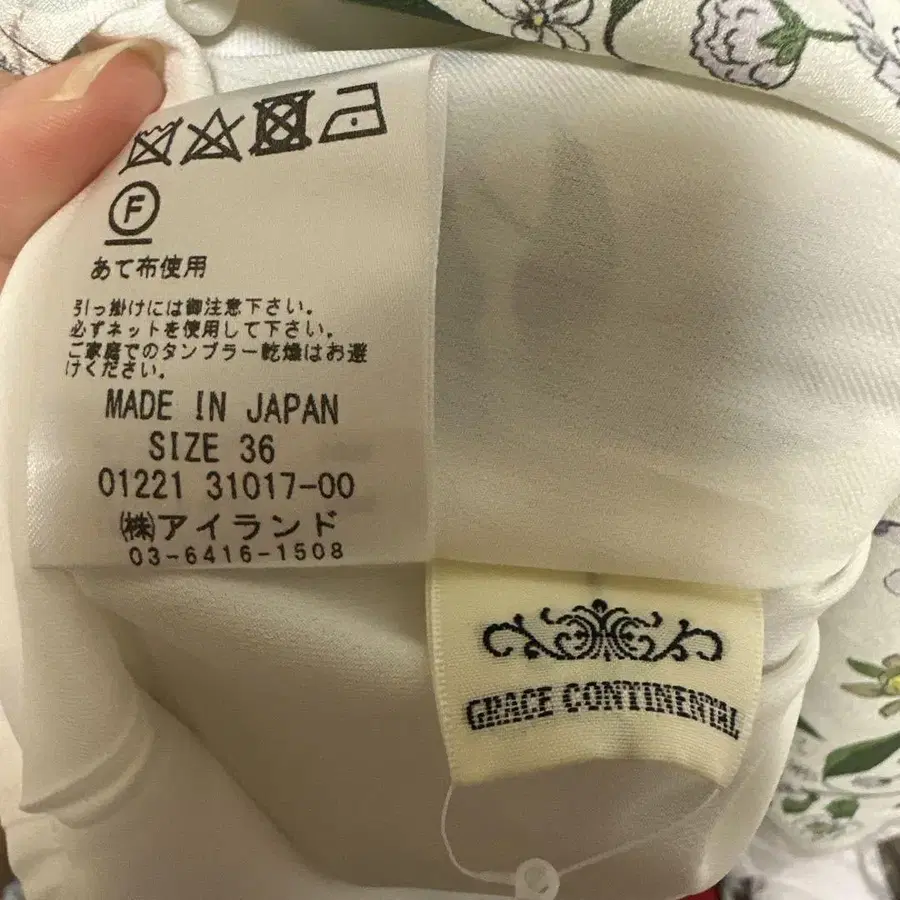 F
あて布使用
引っ掛けには御注意下さい。
必ずネットを使用して下さい。
ご家庭でのタンブラー乾燥はお避
けください。
MADE IN JAPAN
SIZE 36
01221 31017-00
㈱アイランド
03-6416-1508
GRACE CONTINENTAL